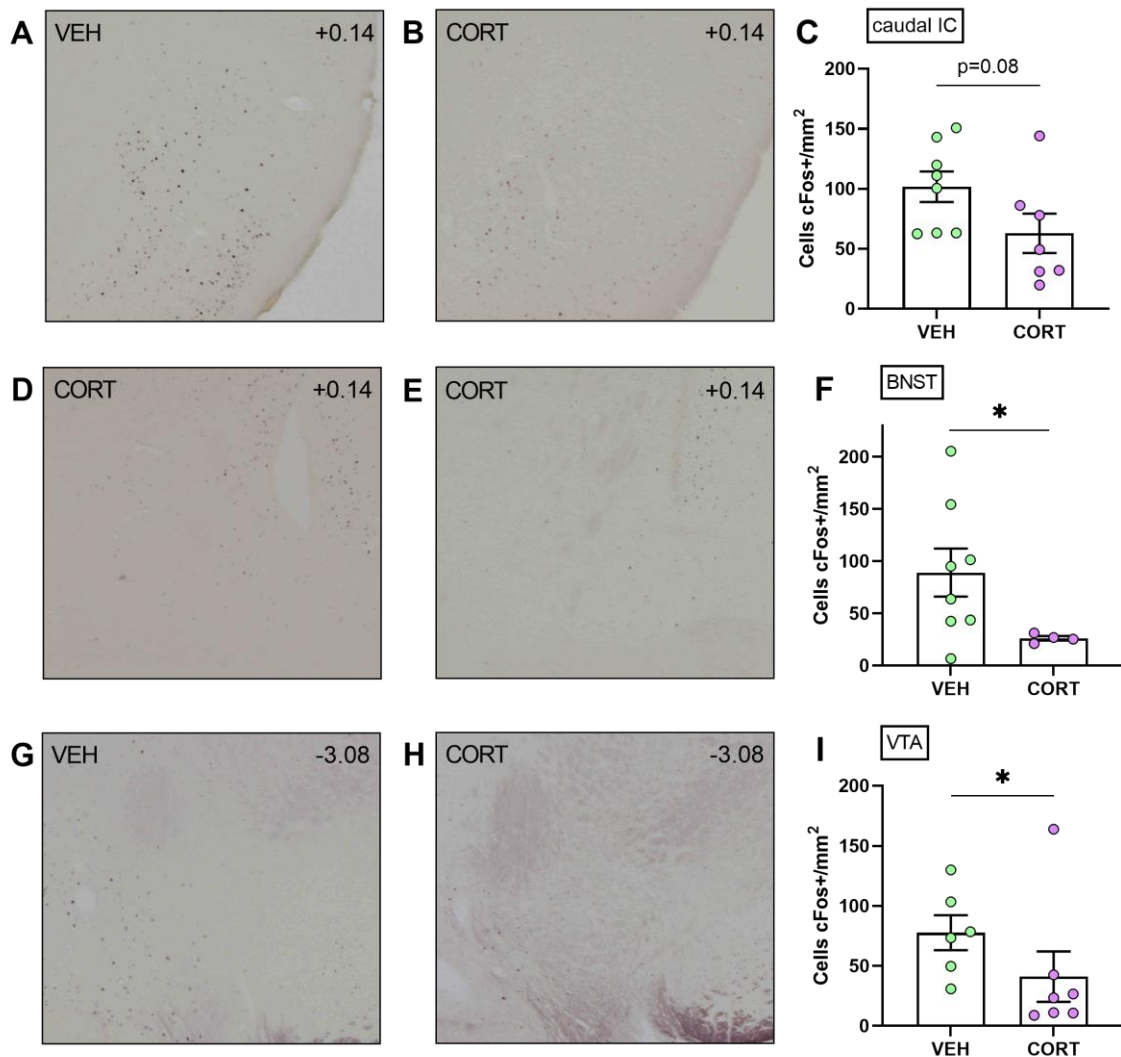 A VEH +0.14
B CORT +0.14
C caudal IC
p=0.08
Cells cFos+/mm²
200
150
100
50
0
VEH CORT
D CORT +0.14
E CORT +0.14
F BNST
*
Cells cFos+/mm²
200
150
100
50
0
VEH CORT
G VEH -3.08
H CORT -3.08
I VTA
*
Cells cFos+/mm²
200
150
100
50
0
VEH CORT